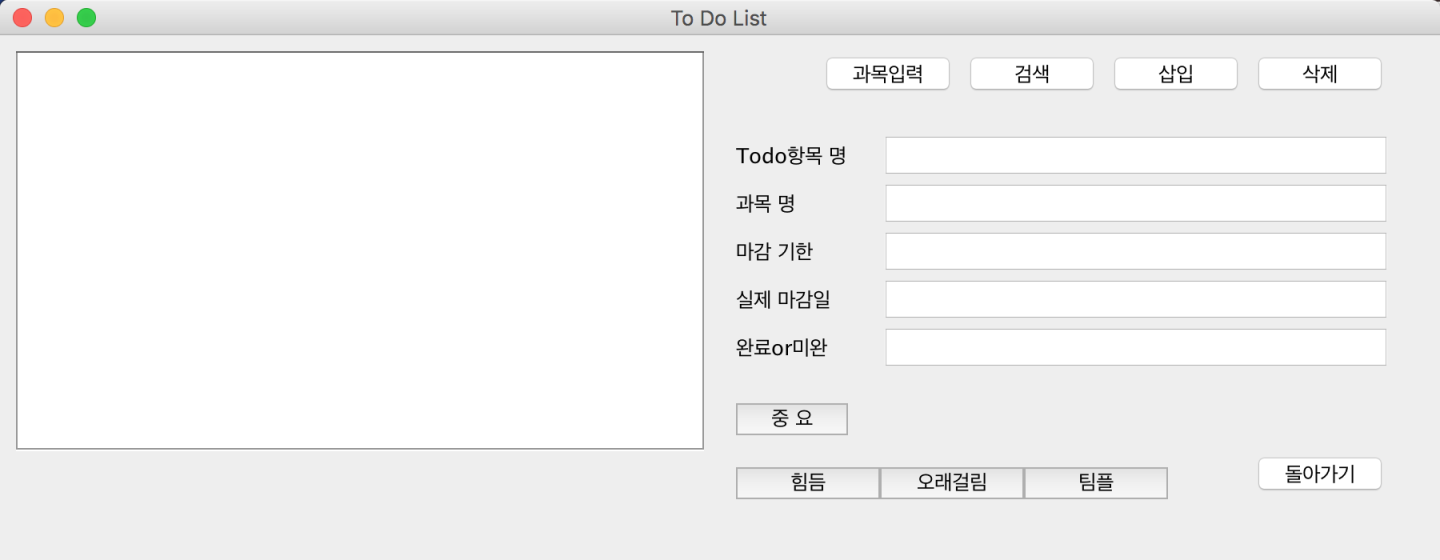 To Do List
과목입력 검색 삽입 삭제
Todo항목 명
과목 명
마감 기한
실제 마감일
완료or미완
중 요
힘듬 오래걸림 팀플
돌아가기